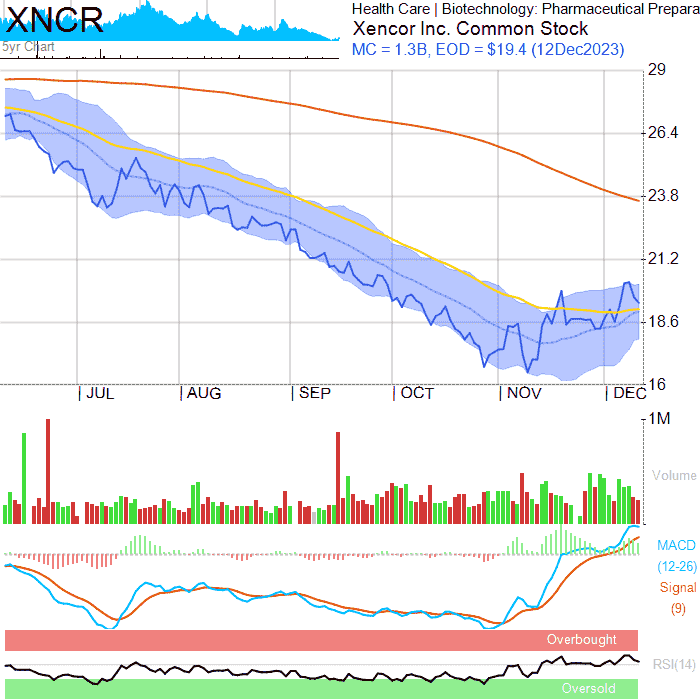 XNCR
5yr Chart
Health Care | Biotechnology: Pharmaceutical Prepara
Xencor Inc. Common Stock
MC = 1.3B, EOD = $19.4 (12Dec2023)
29
26.4
23.8
21.2
18.6
16
JUL AUG SEP OCT NOV DEC
1M
Volume
MACD
(12-26)
Signal
(9)
Overbought
RSI(14)
Oversold